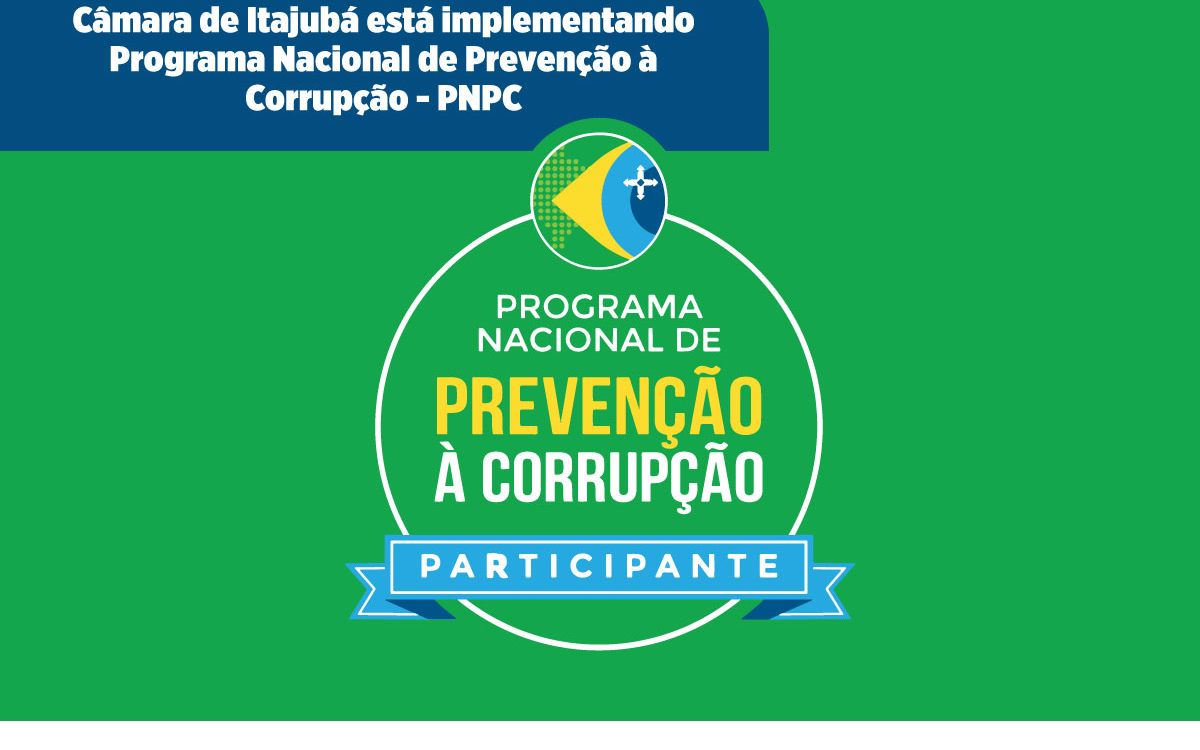 Câmara de Itajubá está implementando
Programa Nacional de Prevenção à
Corrupção - PNPC
PROGRAMA
NACIONAL DE
PREVENÇÃO
À CORRUPÇÃO
PARTICIPANTE